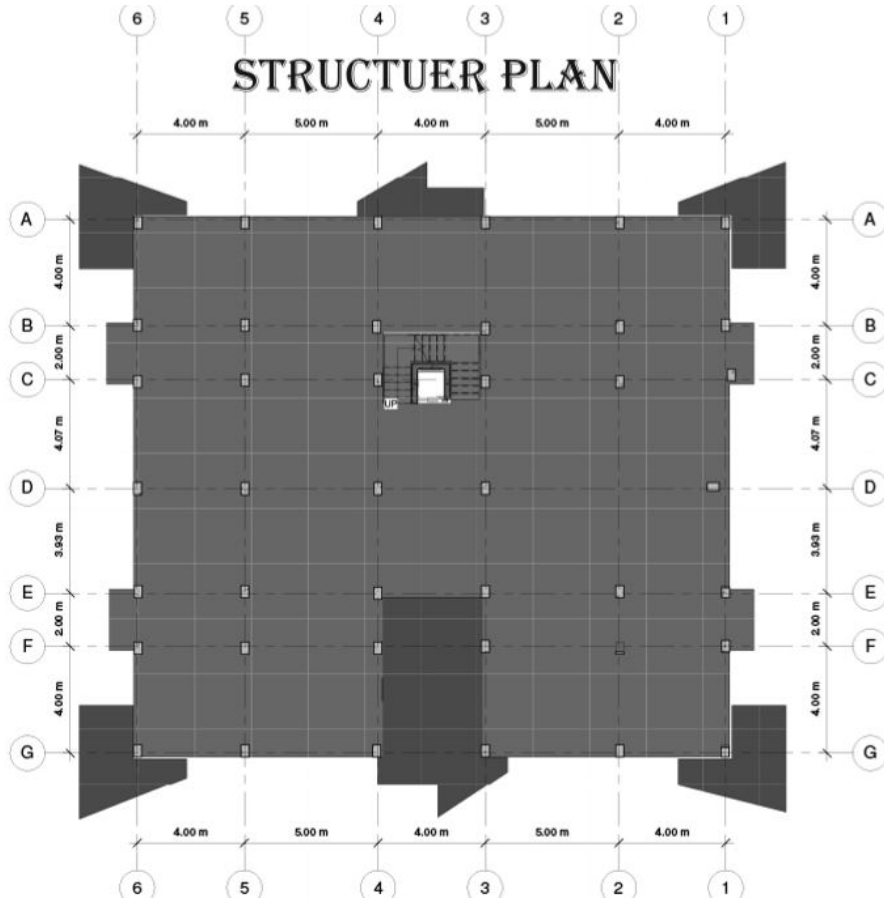 6 5 4 3 2 1
STRUCTUER PLAN
4.00 m 5.00 m 4.00 m 5.00 m 4.00 m
A A
4.00 m 4.00 m
B B
2.00 m 2.00 m
C C
UP
4.07 m 4.07 m
D D
3.93 m 3.93 m
E E
2.00 m 2.00 m
F F
4.00 m 4.00 m
G G
4.00 m 5.00 m 4.00 m 5.00 m 4.00 m
6 5 4 3 2 1